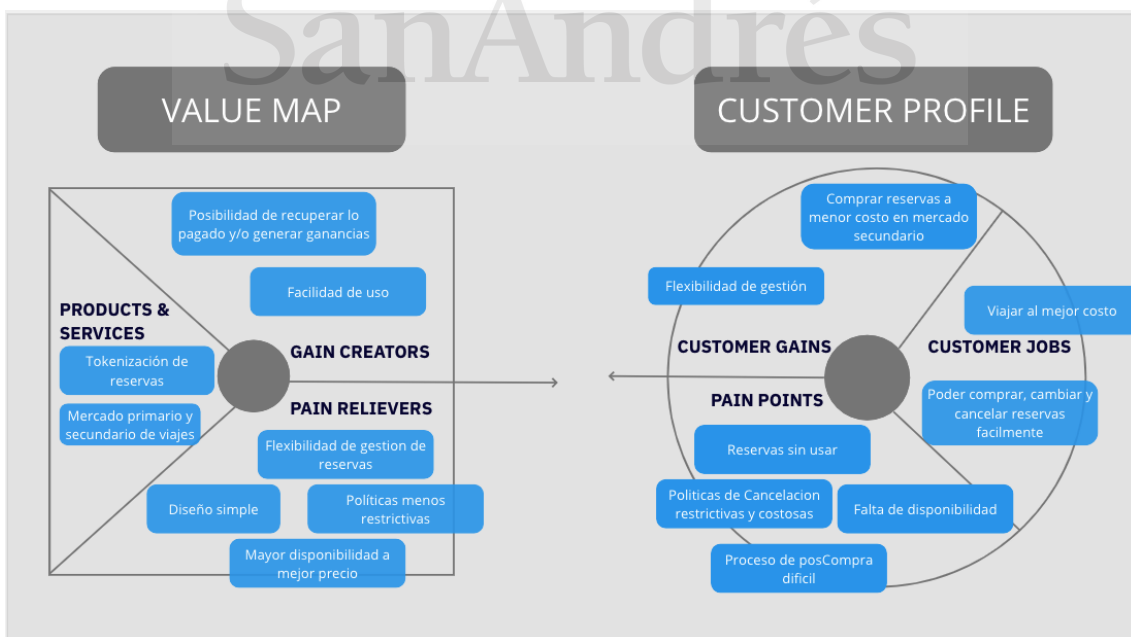 SanAndrés
VALUE MAP
CUSTOMER PROFILE
Posibilidad de recuperar lo
pagado y/o generar ganancias
Facilidad de uso
PRODUCTS &
SERVICES
Tokenización de
reservas
Mercado primario y
secundario de viajes
GAIN CREATORS
PAIN RELIEVERS
Flexibilidad de gestion de
reservas
Diseño simple
Políticas menos
restrictivas
Mayor disponibilidad a
mejor precio
Comprar reservas a
menor costo en mercado
secundario
Flexibilidad de gestión
Viajar al mejor costo
CUSTOMER GAINS
CUSTOMER JOBS
PAIN POINTS
Poder comprar, cambiar y
cancelar reservas
facilmente
Reservas sin usar
Politicas de Cancelacion
restrictivas y costosas
Falta de disponibilidad
Proceso de posCompra
dificil